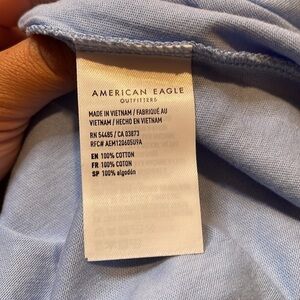 AMERICAN EAGLE
OUTFITTERS
MADE IN VIETNAM / FABRIQUÉ AU
VIETNAM / HECHO EN VIETNAM
RN 54485 / CA 03873
RFC# AEM120605U9A
EN 100% COTTON
FR 100% COTON
SP 100% algodón